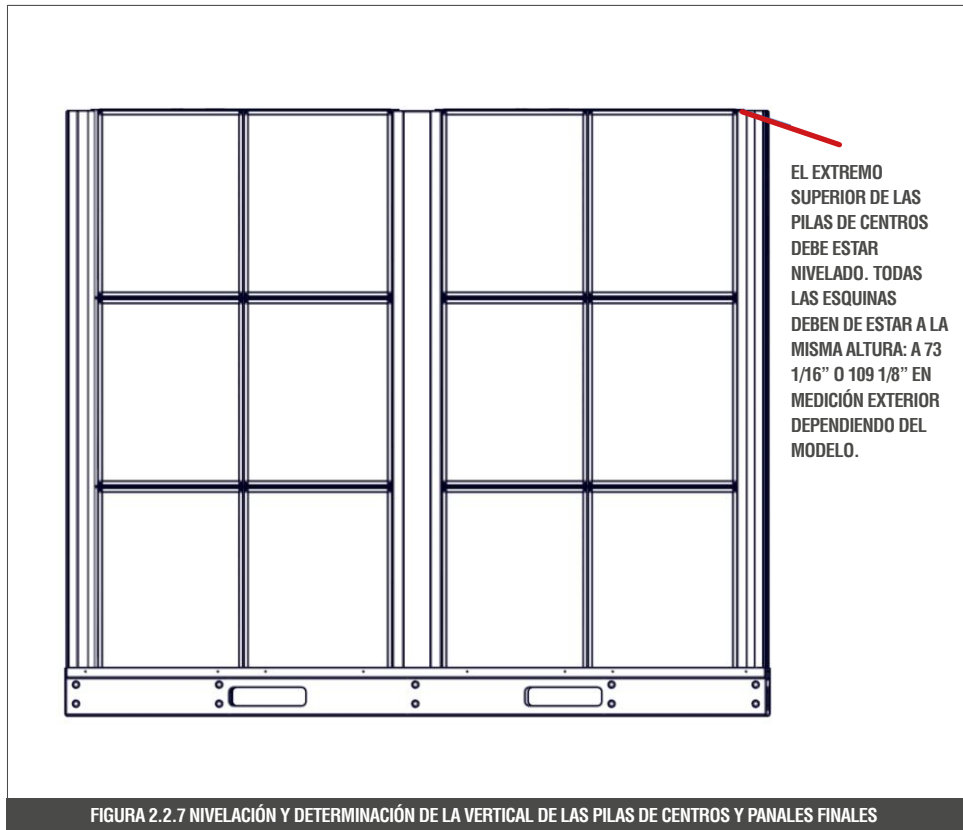 EL EXTREMO
SUPERIOR DE LAS
PILAS DE CENTROS
DEBE ESTAR
NIVELADO. TODAS
LAS ESQUINAS
DEBEN DE ESTAR A LA
MISMA ALTURA: A 73
1/16” O 109 1/8” EN
MEDICIÓN EXTERIOR
DEPENDIENDO DEL
MODELO.
FIGURA 2.2.7 NIVELACIÓN Y DETERMINACIÓN DE LA VERTICAL DE LAS PILAS DE CENTROS Y PANALES FINALES